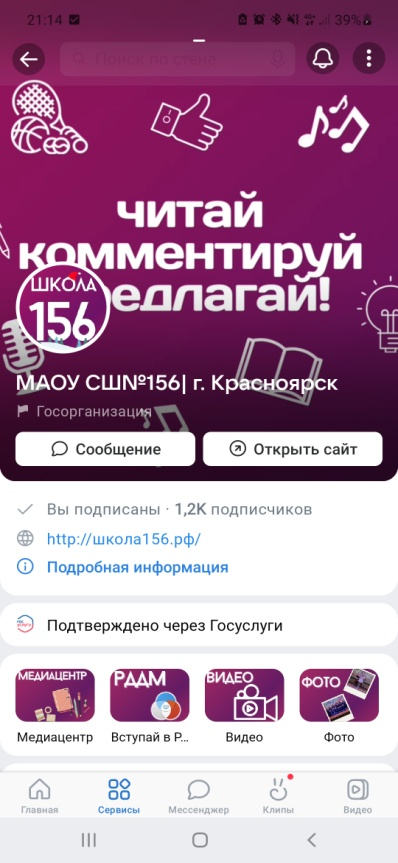 21:14
39%
Поиск по стене
читай
комментируй
редлагай!
ШКОЛА
156
МАОУ СШ№156| г. Красноярск
Госорганизация
Сообщение
Открыть сайт
Вы подписаны · 1,2K подписчиков
http://школа156.рф/
Подробная информация
Подтверждено через Госуслуги
МЕДИАЦЕНТР
РДДМ
ВИДЕО
ФОТО
Медиацентр
Вступай в Р...
Видео
Фото
Главная
Сервисы
Мессенджер
Клипы
Видео